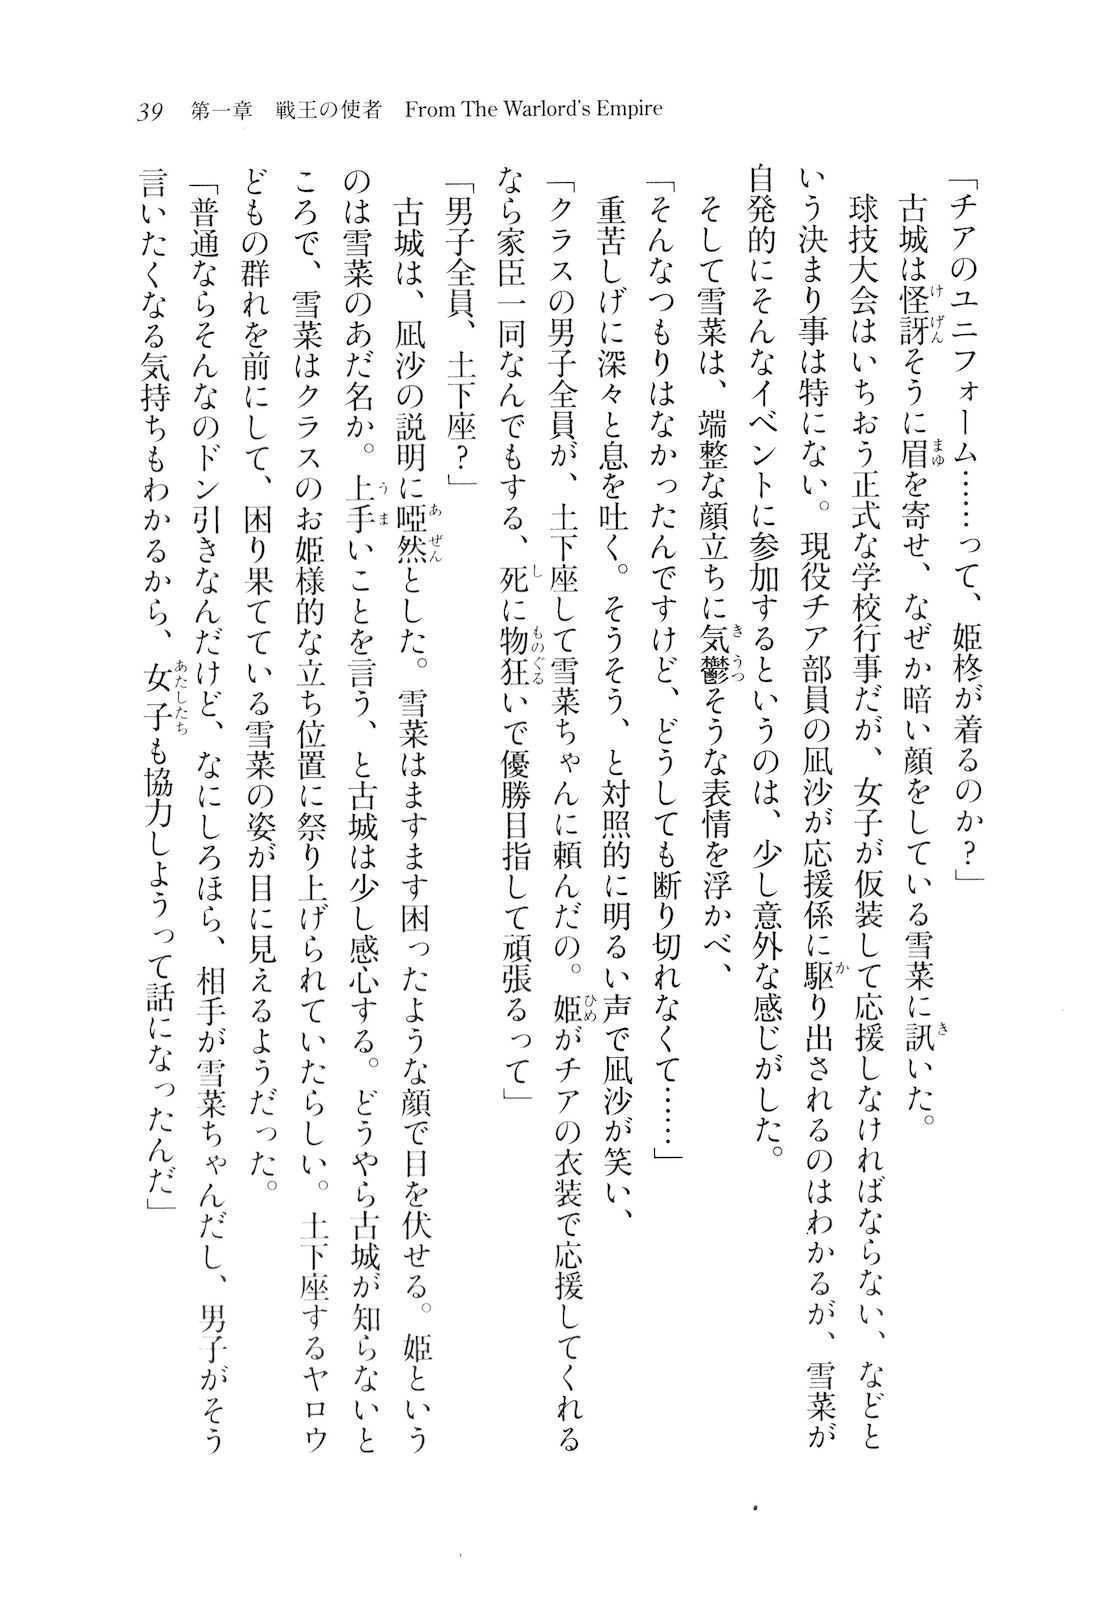 39　第一章　戦王の使者　From The Warlord's Empire
「チアのユニフォーム……って、姫柊が着るのか？」
　古城は怪訝そうに眉を寄せ、なぜか暗い顔をしている雪菜に訊いた。
　球技大会はいちおう正式な学校行事だが、女子が仮装して応援しなければならない、などと
いう決まり事は特にない。現役チア部員の凪沙が応援係に駆り出されるのはわかるが、雪菜が
自発的にそんなイベントに参加するというのは、少し意外な感じがした。
　そして雪菜は、端整な顔立ちに気鬱そうな表情を浮かべ、
「そんなつもりはなかったんですけど、どうしても断り切れなくて……」
　重苦しげに深々と息を吐く。そうそう、と対照的に明るい声で凪沙が笑い、
「クラスの男子全員が、土下座して雪菜ちゃんに頼んだの。姫がチアの衣装で応援してくれる
なら家臣一同なんでもする、死に物狂いで優勝目指して頑張るって」
「男子全員、土下座？」
　古城は、凪沙の説明に啞然とした。雪菜はますます困ったような顔で目を伏せる。姫という
のは雪菜のあだ名か。上手いことを言う、と古城は少し感心する。どうやら古城が知らないと
ころで、雪菜はクラスのお姫様的な立ち位置に祭り上げられていたらしい。土下座するヤロウ
どもの群れを前にして、困り果てている雪菜の姿が目に見えるようだった。
「普通ならそんなのドン引きなんだけど、なにしろほら、相手が雪菜ちゃんだし、男子がそう
言いたくなる気持ちもわかるから、女子も協力しようって話になったんだ」